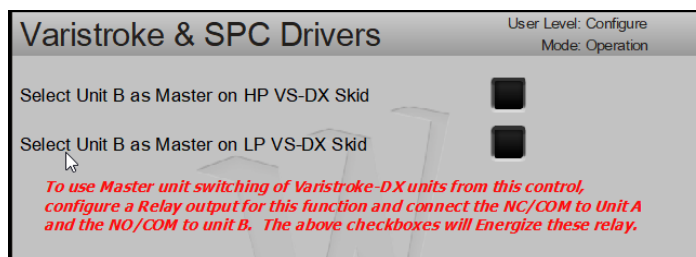 Varistroke & SPC Drivers
User Level: Configure
Mode: Operation
Select Unit B as Master on HP VS-DX Skid
Select Unit B as Master on LP VS-DX Skid
To use Master unit switching of Varistroke-DX units from this control,
configure a Relay output for this function and connect the NC/COM to Unit A
and the NO/COM to unit B.  The above checkboxes will Energize these relay.